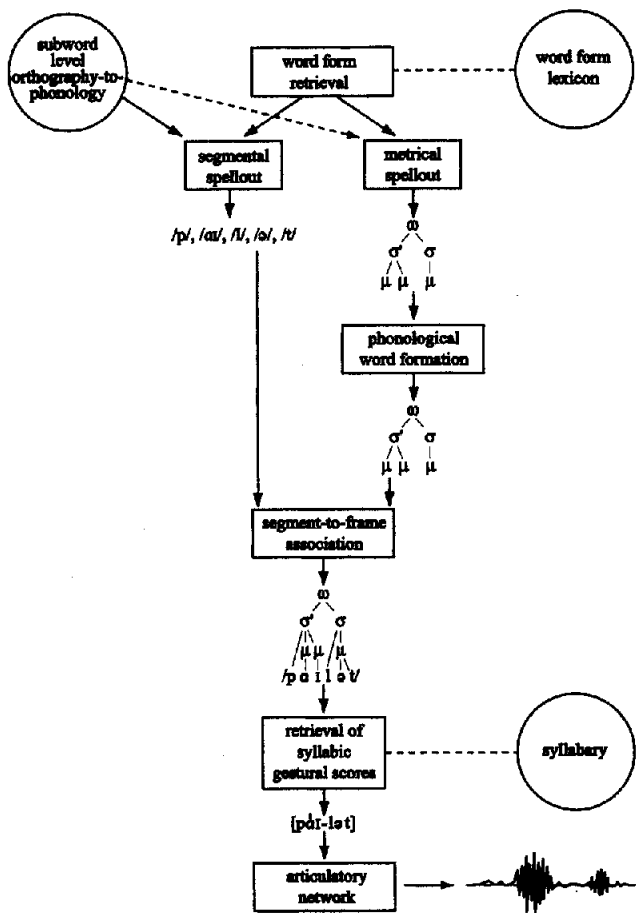 subword
level
orthography-to-
phonology
word form
retrieval
word form
lexicon
segmental
spellout
metrical
spellout
/p/, /aɪ/, /l/, /ə/, /t/
ω
σ' σ
μ μ μ
phonological
word formation
ω
σ' σ
μ μ μ
segment-to-frame
association
ω
σ' σ
μ μ μ
/p ɑ ɪ l ə t/
retrieval of
syllabic
gestural scores
syllabary
[pɑ́ɪ-lət]
articulatory
network